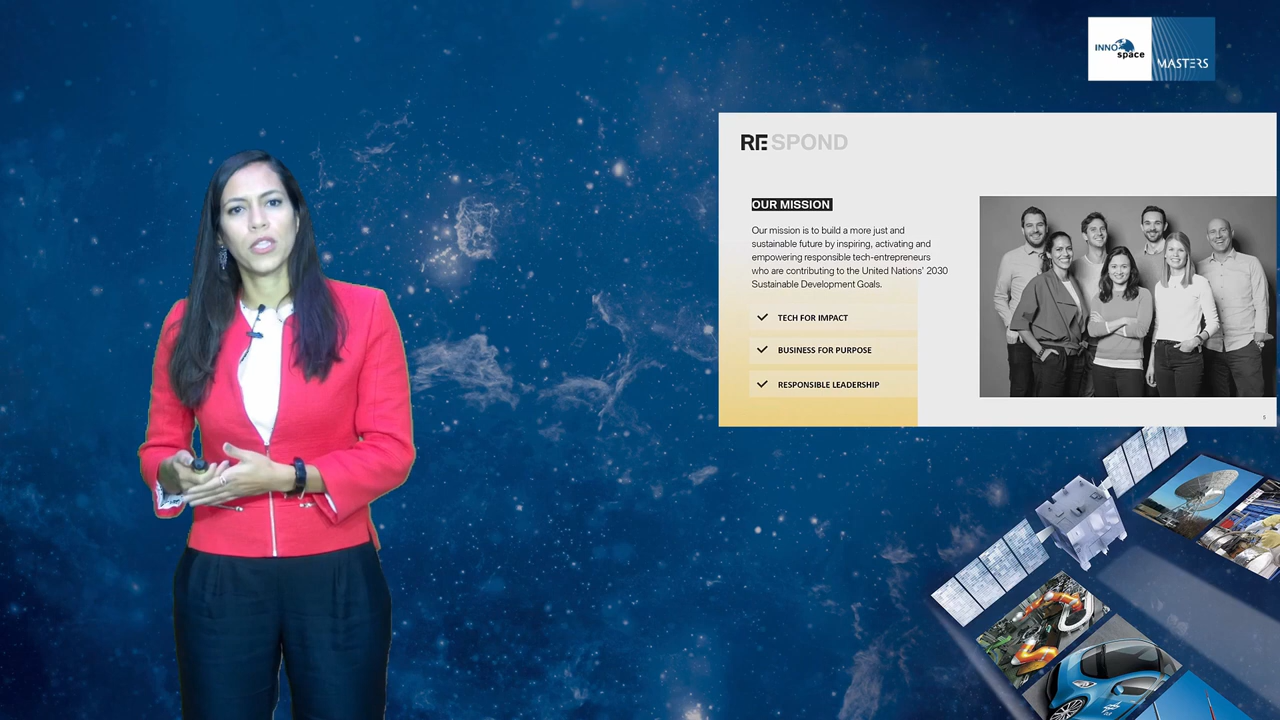 INNO
space
MASTERS
RESPOND
OUR MISSION
Our mission is to build a more just and
sustainable future by inspiring, activating and
empowering responsible tech-entrepreneurs
who are contributing to the United Nations' 2030
Sustainable Development Goals.
TECH FOR IMPACT
BUSINESS FOR PURPOSE
RESPONSIBLE LEADERSHIP
6